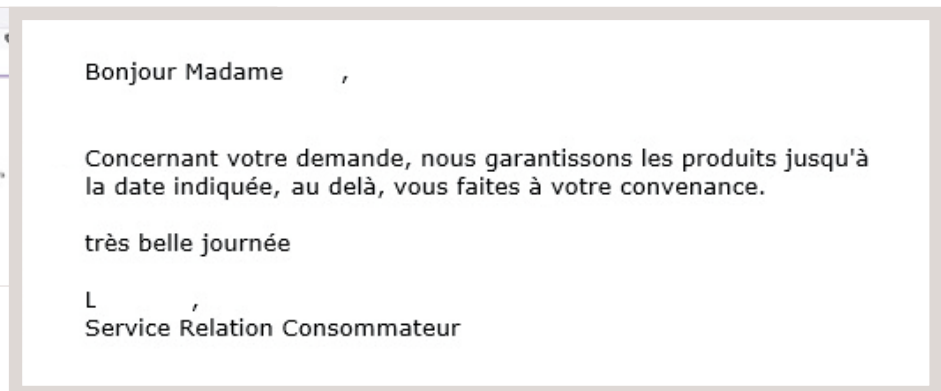 Bonjour Madame ,
Concernant votre demande, nous garantissons les produits jusqu'à
la date indiquée, au delà, vous faites à votre convenance.
très belle journée
L ,
Service Relation Consommateur